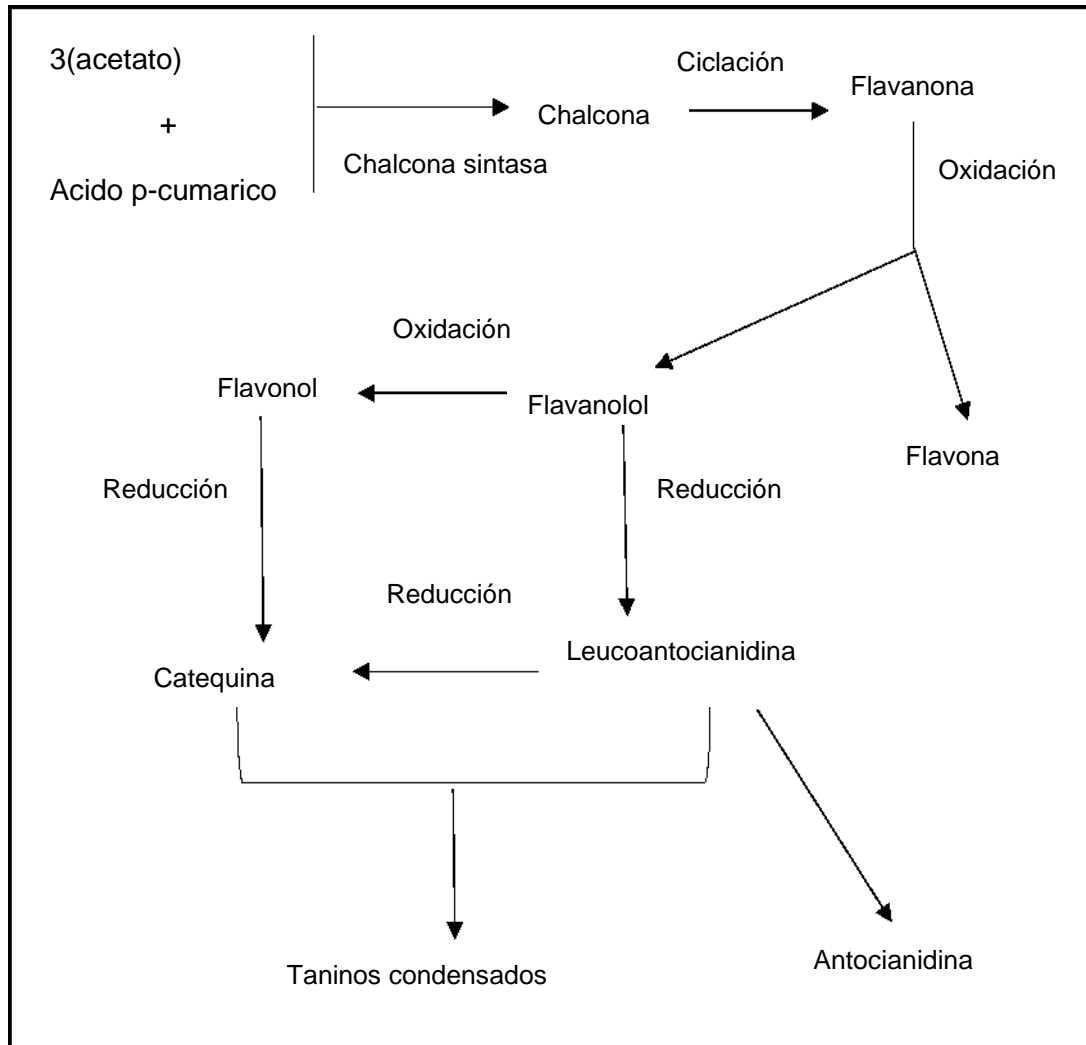 3(acetato)
+
Acido p-cumarico
Chalcona sintasa
Chalcona
Ciclación
Flavanona
Oxidación
Oxidación
Flavonol
Flavanolol
Flavona
Reducción
Reducción
Reducción
Catequina
Leucoantocianidina
Taninos condensados
Antocianidina